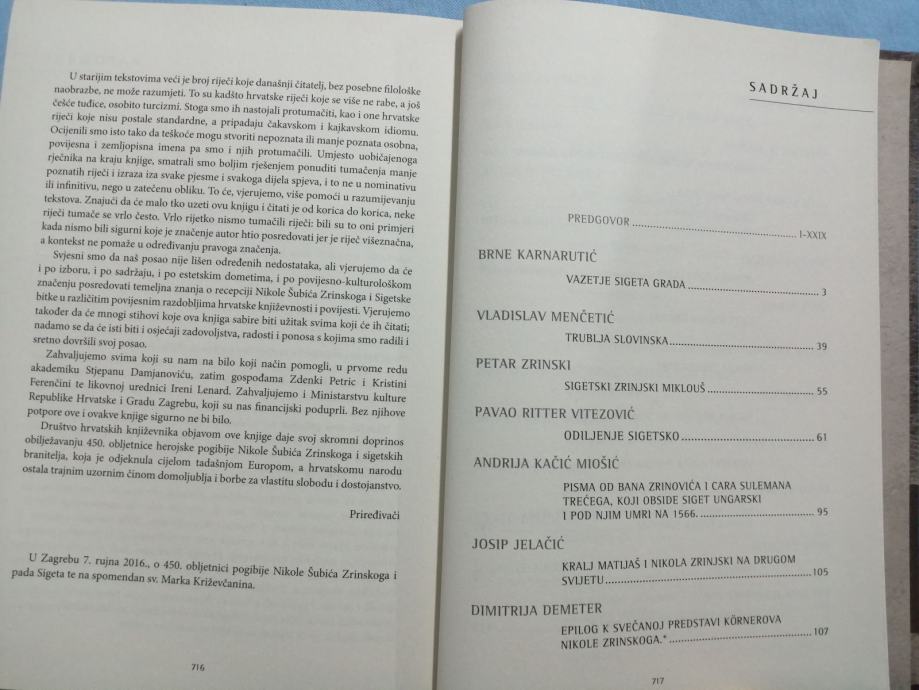 U starijim tekstovima veći je broj riječi koje današnji čitatelj, bez posebne filološke
naobrazbe, ne može razumjeti. To su kadšto hrvatske riječi koje se više ne rabe, a još
češće tuđice, osobito turcizmi. Stoga smo ih nastojali protumačiti, kao i one hrvatske
riječi koje nisu postale standardne, a pripadaju čakavskom i kajkavskom idiomu.
Ocijenili smo isto tako da teškoće mogu stvoriti nepoznata ili manje poznata osobna,
povijesna i zemljopisna imena pa smo i njih protumačili. Umjesto uobičajenoga
rječnika na kraju knjige, smatrali smo boljim rješenjem ponuditi tumačenja manje
poznatih riječi i izraza iza svake pjesme i svakoga dijela spjeva, i to ne u nominativu
ili infinitivu, nego u zatečenu obliku. To će, vjerujemo, više pomoći u razumijevanju
tekstova. Znajući da će malo tko uzeti ovu knjigu i čitati je od korica do korica, neke
riječi tumače se vrlo često. Vrlo rijetko nismo tumačili riječi: bili su to oni primjeri
kada nismo bili sigurni koje je značenje autor htio posredovati jer je riječ višeznačna,
a kontekst ne pomaže u određivanju pravoga značenja.
Svjesni smo da naš posao nije lišen određenih nedostataka, ali vjerujemo da će
i po izboru, i po sadržaju, i po estetskim dometima, i po povijesno-kulturološkom
značenju posredovati temeljna znanja o recepciji Nikole Šubića Zrinskoga i Sigetske
bitke u različitim povijesnim razdobljima hrvatske književnosti i povijesti. Vjerujemo
također da će mnogi stihovi koje ova knjiga sabire biti užitak svima koji će ih čitati;
nadamo se da će isti biti i osjećaji zadovoljstva, radosti i ponosa s kojima smo radili i
sretno dovršili svoj posao.
Zahvaljujemo svima koji su nam na bilo koji način pomogli, u prvome redu
akademiku Stjepanu Damjanoviću, zatim gospođama Zdenki Petric i Kristini
Ferenčini te likovnoj urednici Ireni Lenard. Zahvaljujemo i Ministarstvu kulture
Republike Hrvatske i Gradu Zagrebu, koji su nas financijski poduprli. Bez njihove
potpore ove i ovakve knjige sigurno ne bi bilo.
Društvo hrvatskih književnika objavom ove knjige daje svoj skromni doprinos
obilježavanju 450. obljetnice herojske pogibije Nikole Šubića Zrinskoga i sigetskih
branitelja, koja je odjeknula cijelom tadašnjom Europom, a hrvatskomu narodu
ostala trajnim uzornim činom domoljublja i borbe za vlastitu slobodu i dostojanstvo.
Priređivači
U Zagrebu 7. rujna 2016., o 450. obljetnici pogibije Nikole Šubića Zrinskoga i
pada Sigeta te na spomendan sv. Marka Križevčanina.
716
SADRŽAJ
PREDGOVOR ... I-XXIX
BRNE KARNARUTIĆ
VAZETJE SIGETA GRADA ... 3
VLADISLAV MENČETIĆ
TRUBLJA SLOVINSKA ... 39
PETAR ZRINSKI
SIGETSKI ZRINJSKI MIKLOUŠ ... 55
PAVAO RITTER VITEZOVIĆ
ODILJENJE SIGETSKO ... 61
ANDRIJA KAČIĆ MIOŠIĆ
PISMA OD BANA ZRINOVIĆA I CARA SULEMANA
TREĆEGA, KOJI OBSIDE SIGET UNGARSKI
I POD NJIM UMRI NA 1566. ... 95
JOSIP JELAČIĆ
KRALJ MATIJAŠ I NIKOLA ZRINJSKI NA DRUGOM
SVIJETU ... 105
DIMITRIJA DEMETER
EPILOG K SVEČANOJ PREDSTAVI KÖRNEROVA
NIKOLE ZRINSKOGA.* ... 107
717